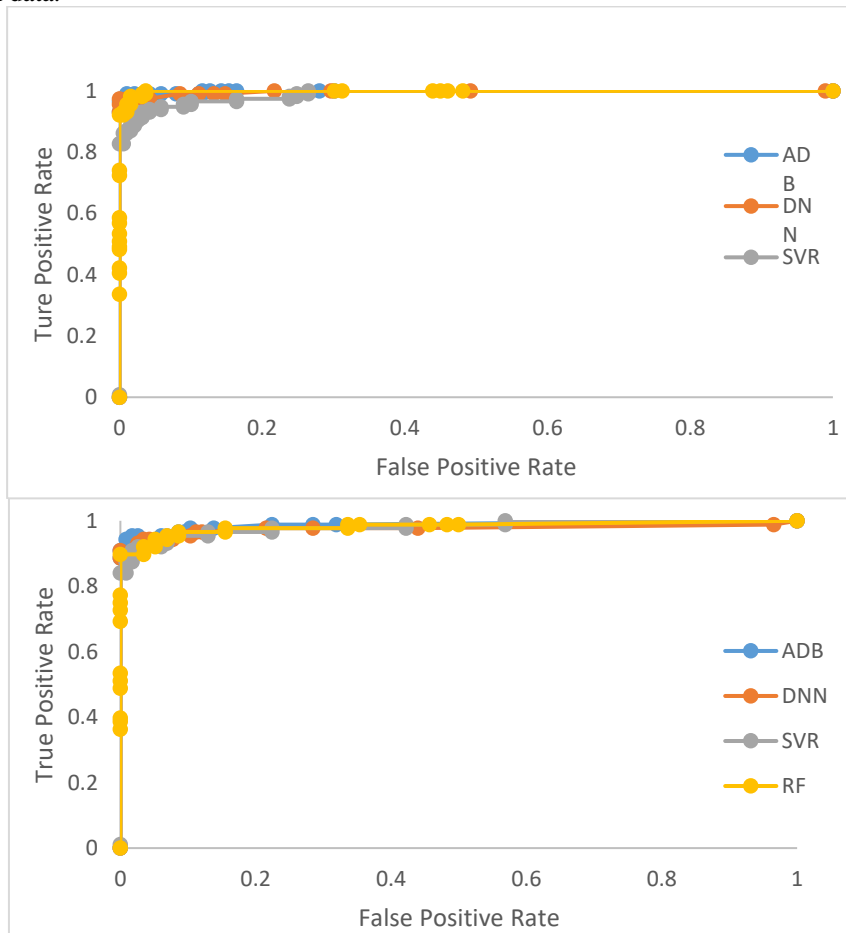 data.
1
0.8
0.6
0.4
0.2
0
Ture Positive Rate
AD
B
DN
N
SVR
0 0.2 0.4 0.6 0.8 1
False Positive Rate
1
0.8
0.6
0.4
0.2
0
True Positive Rate
ADB
DNN
SVR
RF
0 0.2 0.4 0.6 0.8 1
False Positive Rate